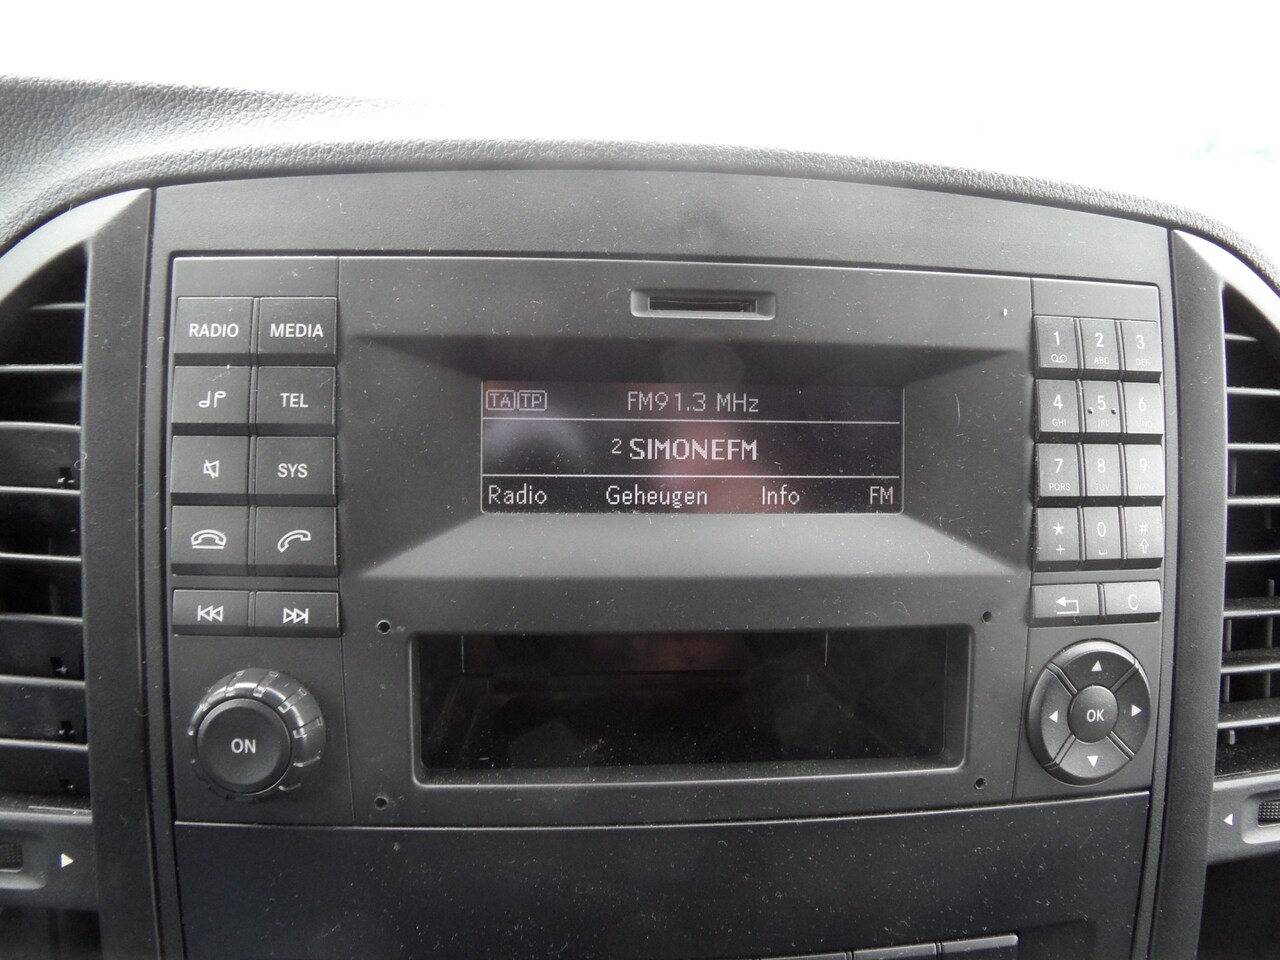 RADIO MEDIA
TEL
SYS
ON
TA TP FM91.3 MHz
2 SIMONEFM
Radio Geheugen Info FM
1 2 3
ABC DEF
4 5 6
GHI
7 8 9
PQRS
* 0 #
+
C
OK